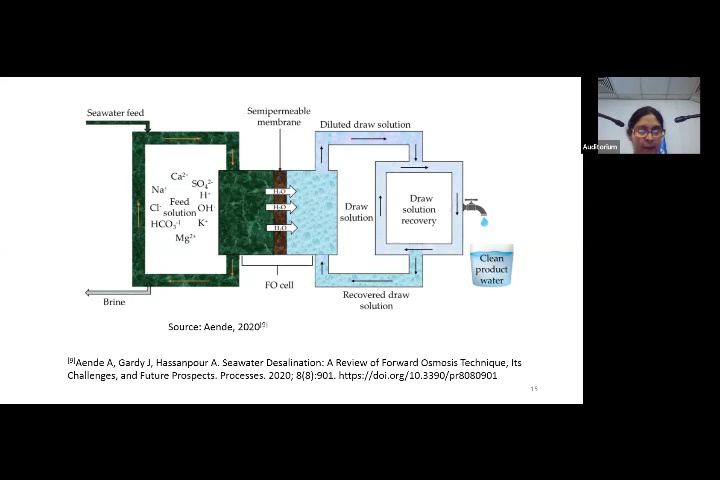 Seawater feed
Semipermeable
membrane
Diluted draw solution
Ca²⁻
SO₄²⁻
Na⁺
H⁺
Feed
solution
Cl⁻
OH⁻
HCO₃⁻¹
K⁺
Mg²⁺
H₂O
H₂O
H₂O
Draw
solution
Draw
solution
recovery
Clean
product
water
FO cell
Recovered draw
solution
Brine
Source: Aende, 2020[9]
[9]Aende A, Gardy J, Hassanpour A. Seawater Desalination: A Review of Forward Osmosis Technique, Its
Challenges, and Future Prospects. Processes. 2020; 8(8):901. https://doi.org/10.3390/pr8080901
15
Auditorium